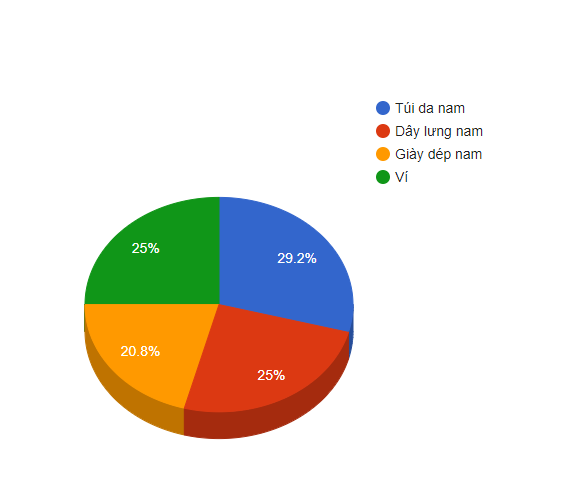 Túi da nam
Dây lưng nam
Giày dép nam
Ví
25%
29.2%
20.8%
25%